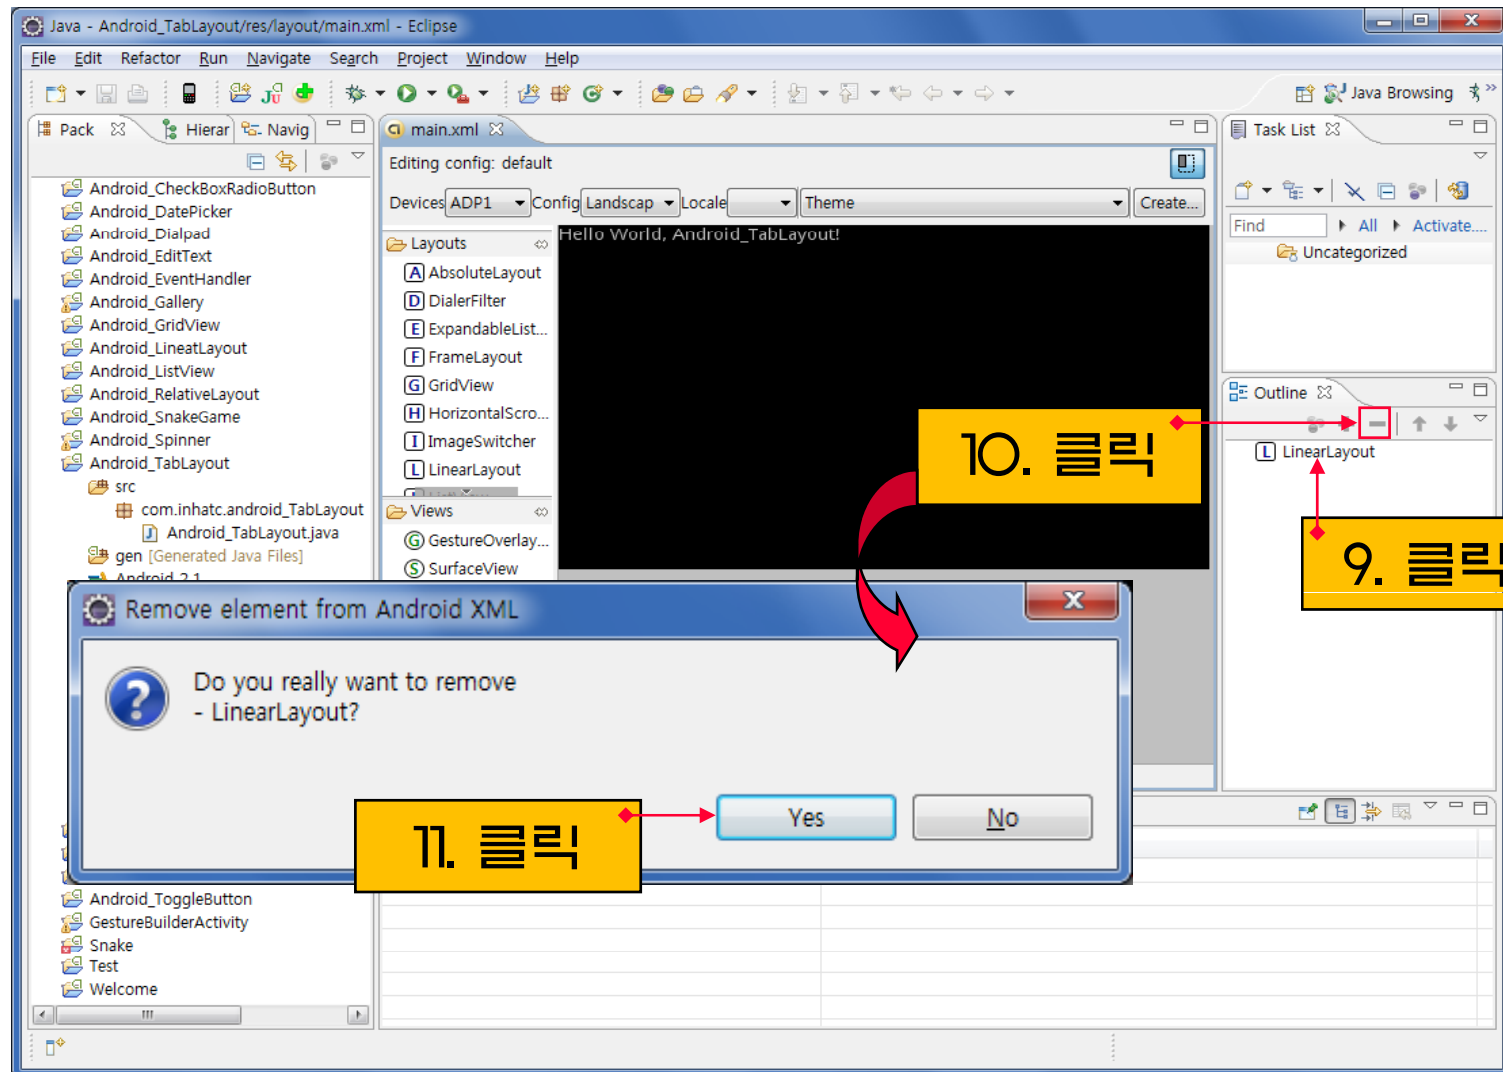 Java - Android_TabLayout/res/layout/main.xml - Eclipse
File Edit Refactor Run Navigate Search Project Window Help
Java Browsing
Pack Hierar Navig
main.xml
Task List
Editing config: default
Devices ADP1 Config Landscap Locale Theme Create...
Find All Activate....
Uncategorized
Android_CheckBoxRadioButton
Android_DatePicker
Android_Dialpad
Android_EditText
Android_EventHandler
Android_Gallery
Android_GridView
Android_LineatLayout
Android_ListView
Android_RelativeLayout
Android_SnakeGame
Android_Spinner
Android_TabLayout
src
com.inhatc.android_TabLayout
Android_TabLayout.java
gen [Generated Java Files]
Android 2.1
Layouts
AbsoluteLayout
DialerFilter
ExpandableList...
FrameLayout
GridView
HorizontalScro...
ImageSwitcher
LinearLayout
ListView
Views
GestureOverlay...
SurfaceView
Hello World, Android_TabLayout!
Outline
LinearLayout
10. 클릭
9. 클릭
Remove element from Android XML
Do you really want to remove
- LinearLayout?
Yes No
11. 클릭
Android_ToggleButton
GestureBuilderActivity
Snake
Test
Welcome